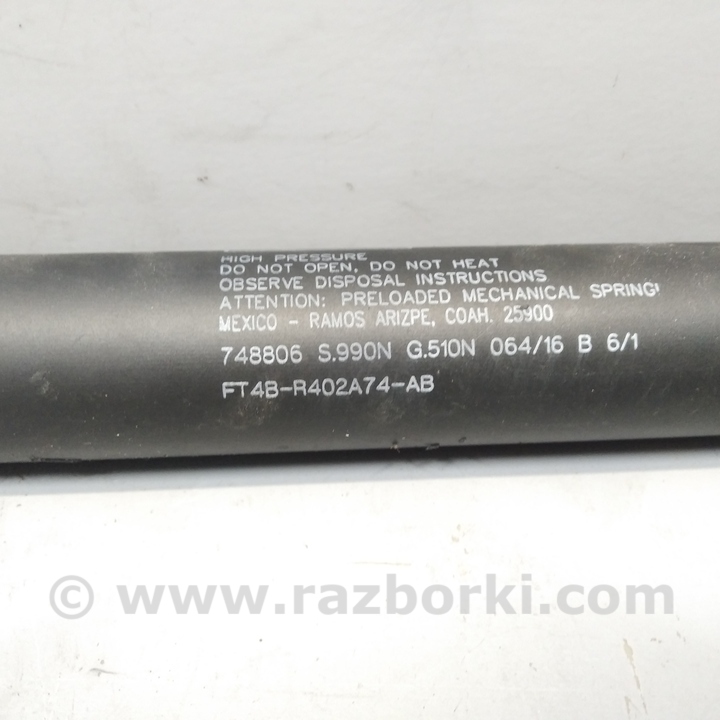 HIGH PRESSURE
DO NOT OPEN, DO NOT HEAT
OBSERVE DISPOSAL INSTRUCTIONS
ATTENTION: PRELOADED MECHANICAL SPRING!
MEXICO - RAMOS ARIZPE, COAH. 25900
748806 S.990N G.510N 064/16 B 6/1
FT4B-R402A74-AB
© www.razborki.com